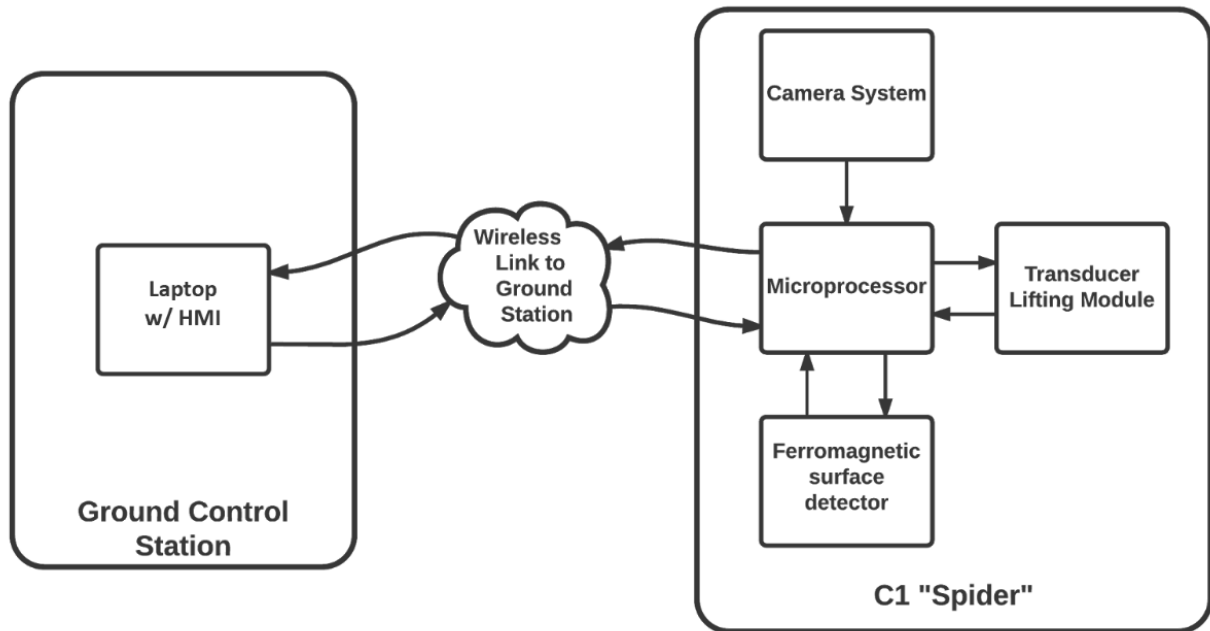 Camera System
Wireless
Link to
Ground
Station
Laptop
w/ HMI
Microprocessor
Transducer
Lifting Module
Ferromagnetic
surface
detector
Ground Control
Station
C1 "Spider"